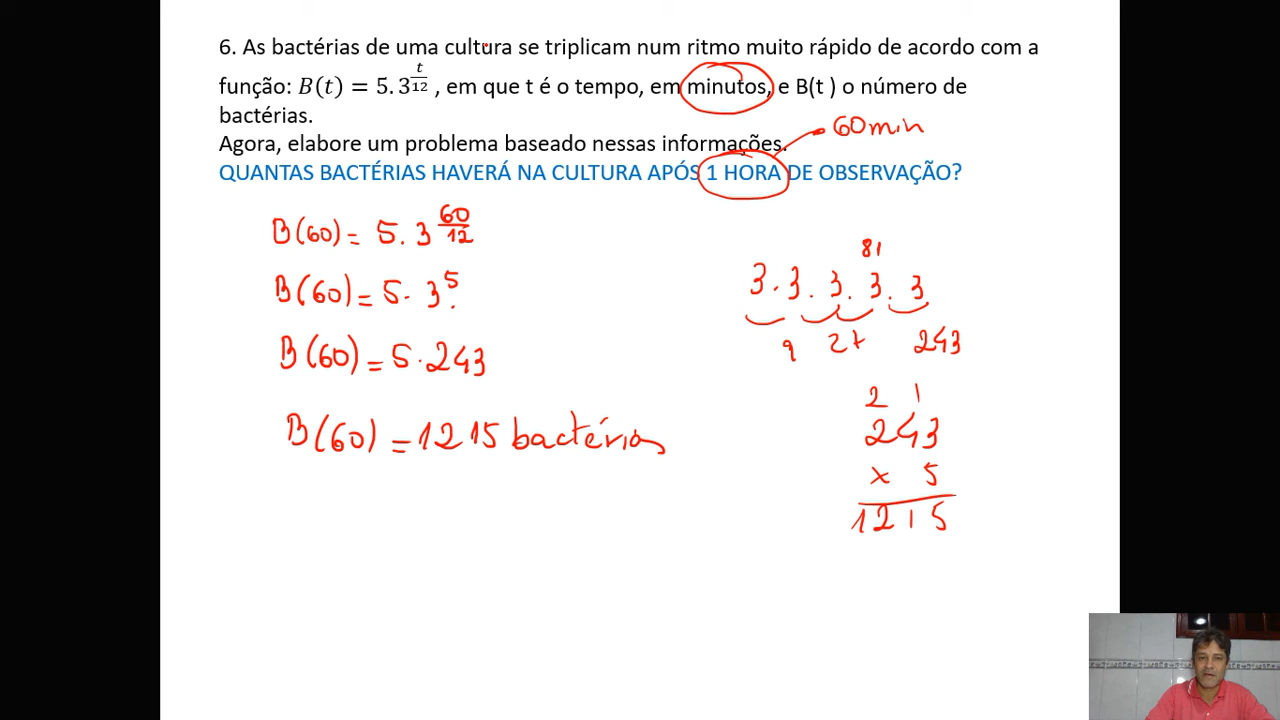 6. As bactérias de uma cultura se triplicam num ritmo muito rápido de acordo com a
função: B(t) = 5. 3^(t/12) , em que t é o tempo, em minutos, e B(t ) o número de
bactérias.
60min
Agora, elabore um problema baseado nessas informações.
QUANTAS BACTÉRIAS HAVERÁ NA CULTURA APÓS 1 HORA DE OBSERVAÇÃO?
B(60) = 5. 3^(60/12)
B(60) = 5. 3^5
B(60) = 5.243
B(60) = 1215 bactérias
81
3.3.3.3.3
9 27 243
2 1
243
x 5
1215